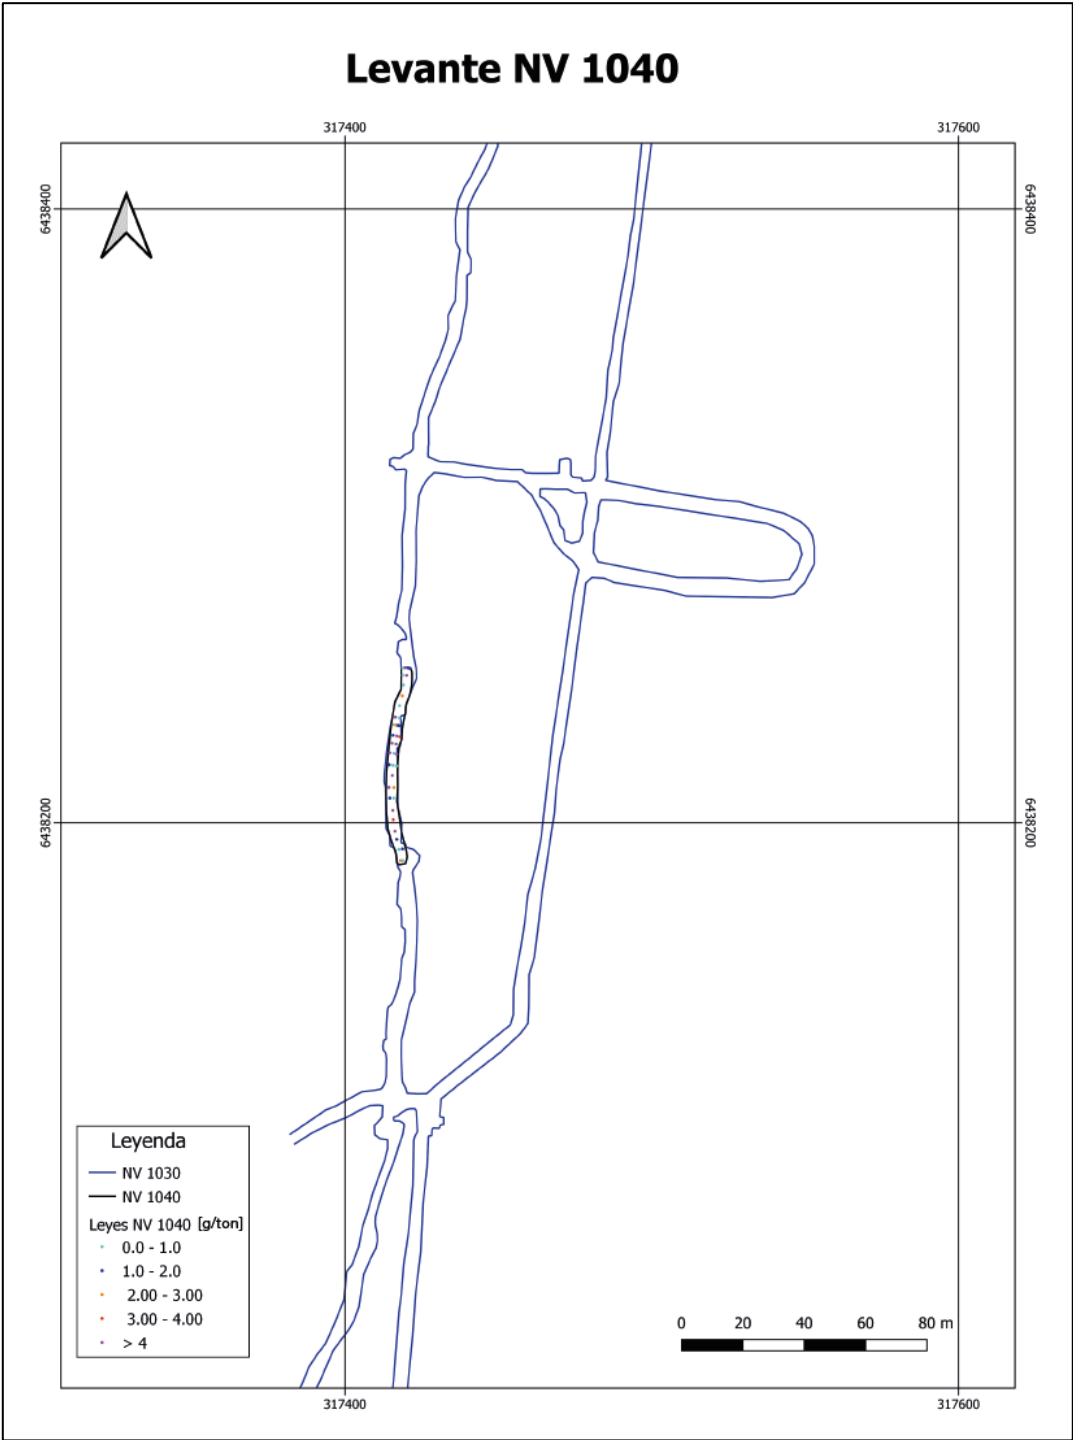 Levante NV 1040
317400
317600
6438400
6438400
6438200
6438200
Leyenda
NV 1030
NV 1040
Leyes NV 1040 [g/ton]
0.0 - 1.0
1.0 - 2.0
2.00 - 3.00
3.00 - 4.00
> 4
0 20 40 60 80 m
317400
317600